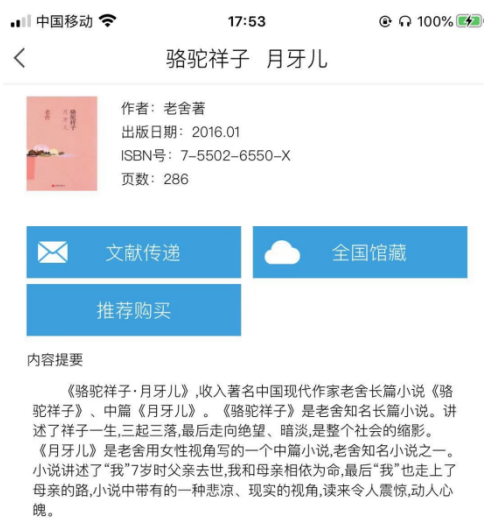 中国移动 17:53 100%
骆驼祥子 月牙儿
作者：老舍著
出版日期：2016.01
ISBN号：7-5502-6550-X
页数：286
文献传递 全国馆藏
推荐购买
内容提要
《骆驼祥子·月牙儿》,收入著名中国现代作家老舍长篇小说《骆
驼祥子》、中篇《月牙儿》。《骆驼祥子》是老舍知名长篇小说。讲
述了祥子一生,三起三落,最后走向绝望、暗淡,是整个社会的缩影。
《月牙儿》是老舍用女性视角写的一个中篇小说,老舍知名小说之一。
小说讲述了“我”7岁时父亲去世,我和母亲相依为命,最后“我”也走上了
母亲的路,小说中带有的一种悲凉、现实的视角,读来令人震惊,动人心
魄。